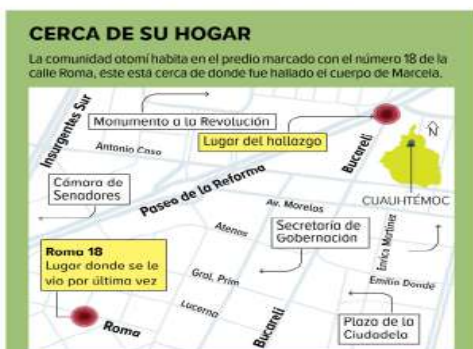 CERCA DE SU HOGAR
La comunidad otomí habita en el predio marcado con el número 18 de la
calle Roma, éste está cerca de donde fue hallado el cuerpo de Marcela.
Insurgentes Sur
Monumento a la Revolución
Antonio Caso
Lugar del hallazgo
Bucareli
N
CUAUHTÉMOC
Cámara de
Senadores
Paseo de la Reforma
Av. Morelos
Atenas
Secretaría de
Gobernación
Enrico Martínez
Roma 18
Lugar donde se le
vio por última vez
Gral. Prim
Emilio Dondé
Lucerna
Roma
Bucareli
Plaza de la
Ciudadela